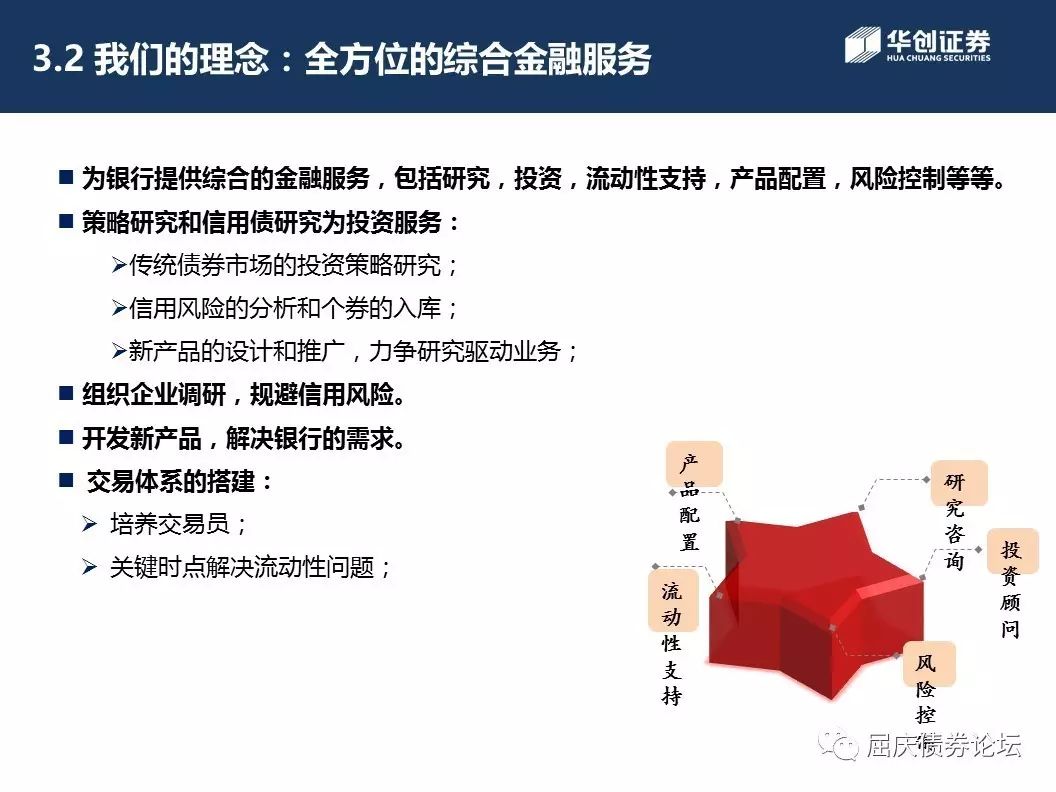 3.2 我们的理念：全方位的综合金融服务
华创证券
HUA CHUANG SECURITIES
为银行提供综合的金融服务，包括研究，投资，流动性支持，产品配置，风险控制等等。
策略研究和信用债研究为投资服务：
传统债券市场的投资策略研究；
信用风险的分析和个券的入库；
新产品的设计和推广，力争研究驱动业务；
组织企业调研，规避信用风险。
开发新产品，解决银行的需求。
交易体系的搭建：
培养交易员；
关键时点解决流动性问题；
产品配置
研究咨询
投资顾问
流动性支持
风险控
屈庆债券论坛